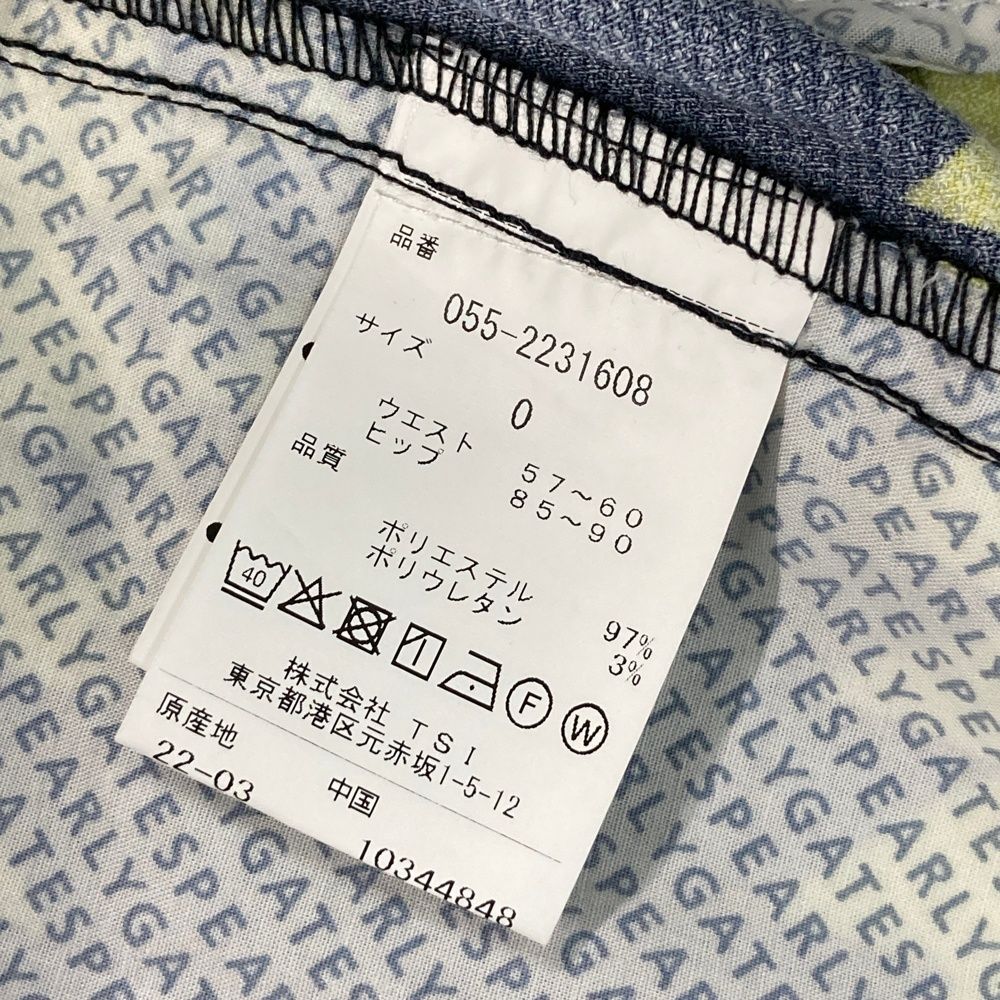 品番
055-2231608
サイズ
0
ウエスト 57～60
ヒップ 85～90
品質
ポリエステル 97%
ポリウレタン 3%
40
F W
株式会社 TSI
東京都港区元赤坂1-5-12
原産地
中国
22-03
10344848
PEARLYGATES